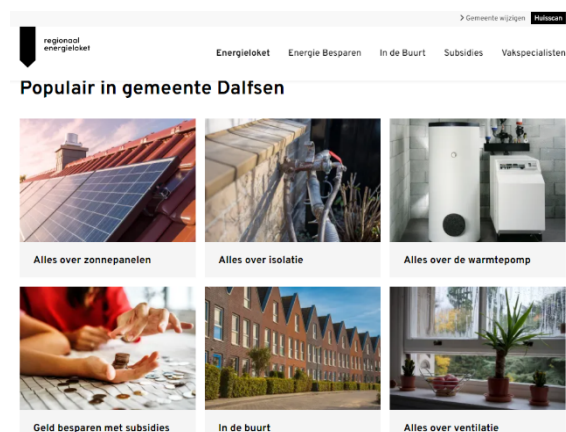 Gemeente wijzigen Huisscan
regionaal
energieloket
Energieloket Energie Besparen In de Buurt Subsidies Vakspecialisten
Populair in gemeente Dalfsen
Alles over zonnepanelen Alles over isolatie Alles over de warmtepomp
Geld besparen met subsidies In de buurt Alles over ventilatie